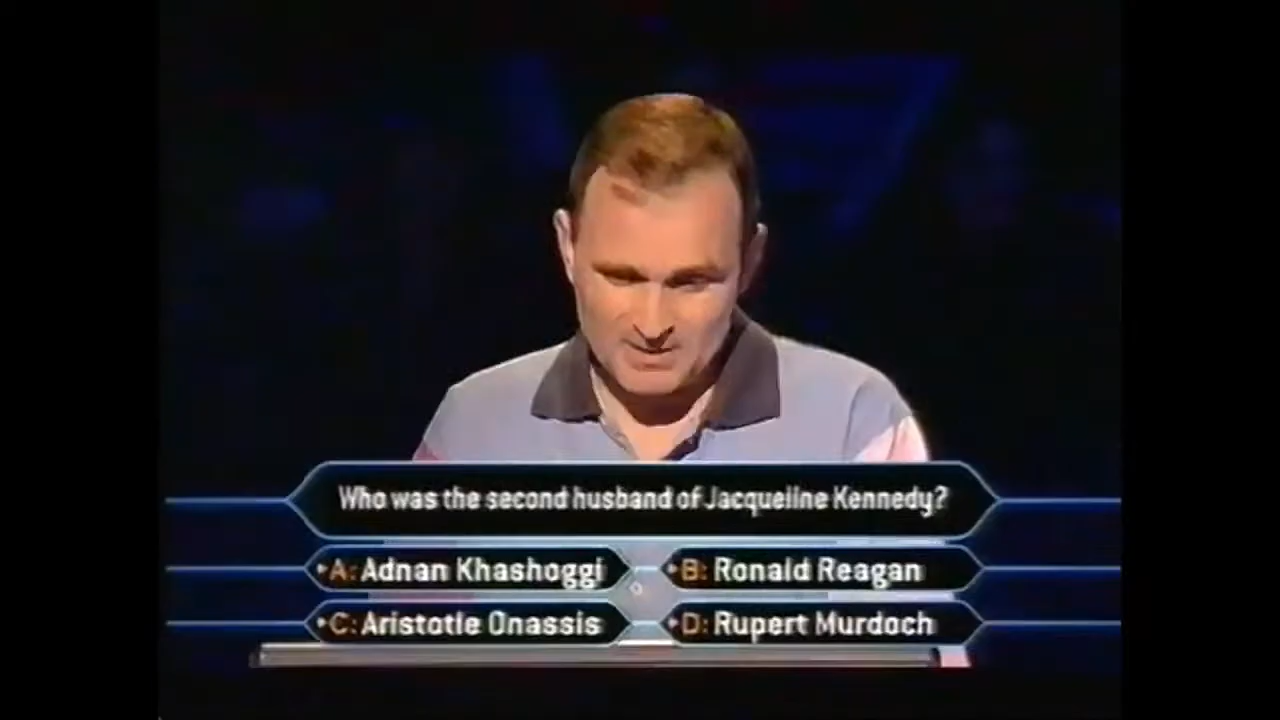 Who was the second husband of Jacqueline Kennedy?
A: Adnan Khashoggi
B: Ronald Reagan
C: Aristotle Onassis
D: Rupert Murdoch